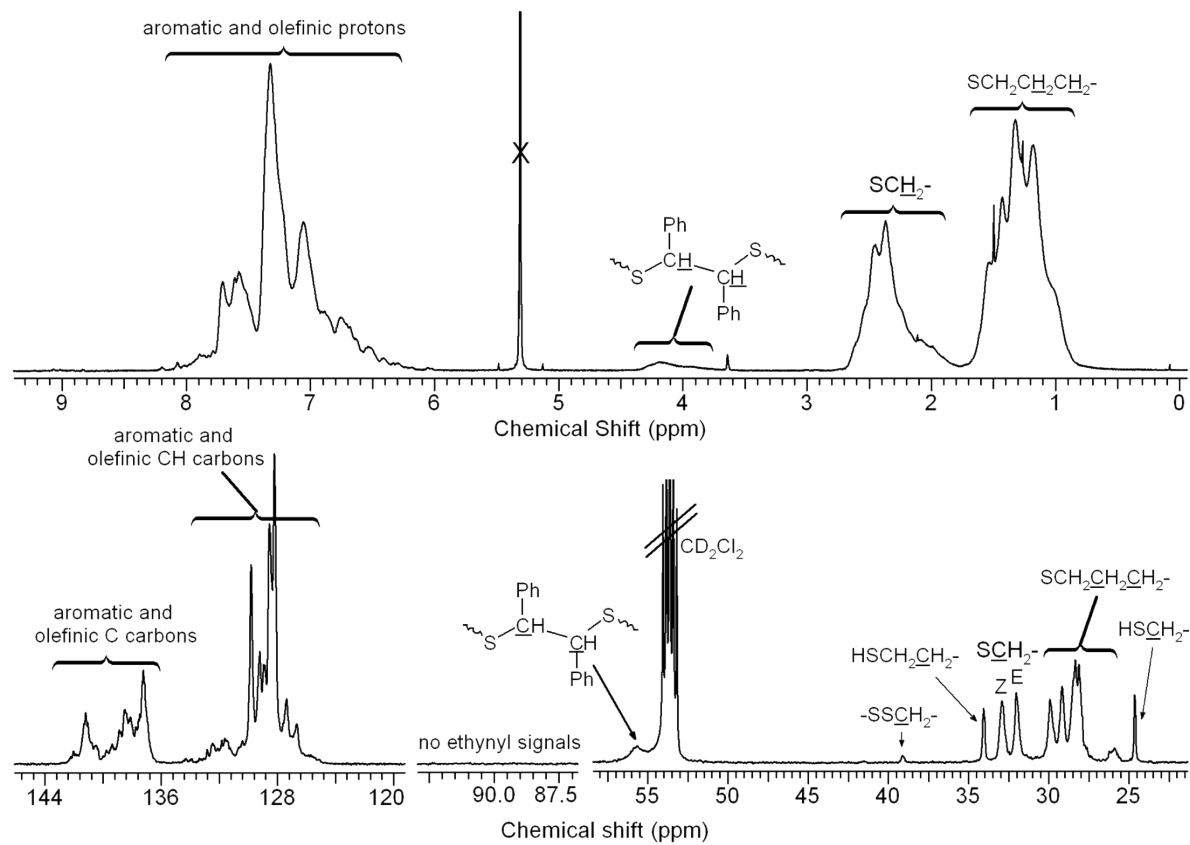 aromatic and olefinic protons
SCH₂CH₂CH₂-
X
SCH₂-
Ph
S
CH
S
CH
Ph
9 8 7 6 5 4 3 2 1 0
Chemical Shift (ppm)
aromatic and
olefinic CH carbons
CD₂Cl₂
Ph
S
CH
S
CH
Ph
SCH₂CH₂CH₂-
aromatic and
olefinic C carbons
HSCH₂-
HSCH₂CH₂-
SCH₂-
Z E
-SSCH₂-
no ethynyl signals
144 136 128 120 90.0 87.5 55 50 45 40 35 30 25
Chemical shift (ppm)